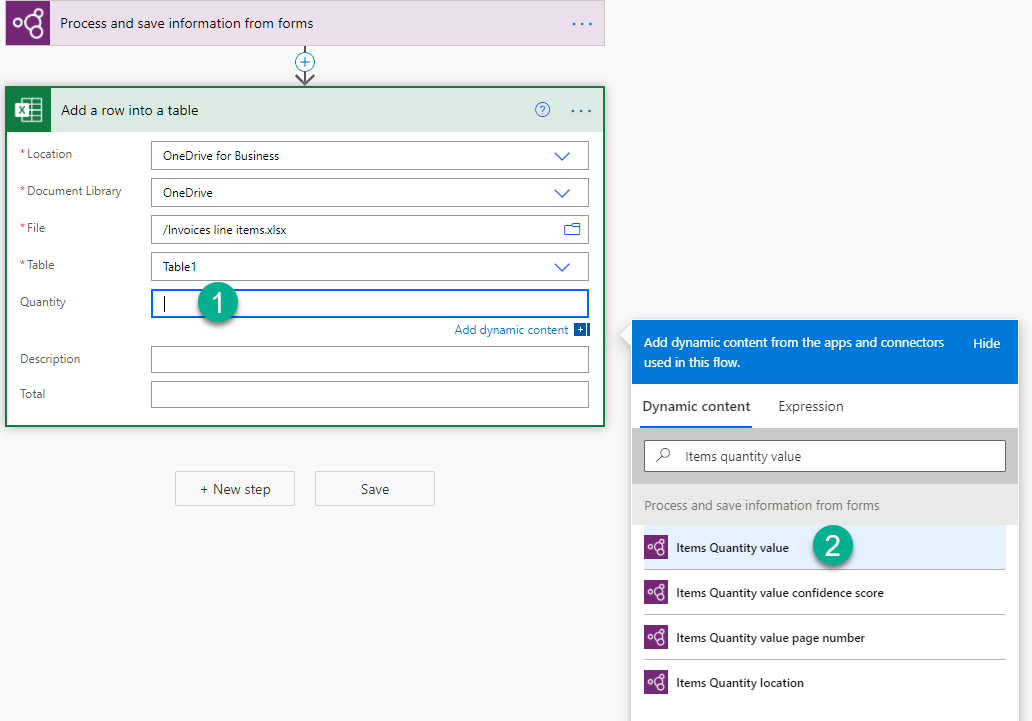 Process and save information from forms
...
Add a row into a table
?
...
* Location
OneDrive for Business
* Document Library
OneDrive
* File
/Invoices line items.xlsx
* Table
Table1
Quantity
1
Add dynamic content +
Description
Total
+ New step
Save
Add dynamic content from the apps and connectors
used in this flow.
Hide
Dynamic content
Expression
Items quantity value
Process and save information from forms
Items Quantity value
2
Items Quantity value confidence score
Items Quantity value page number
Items Quantity location